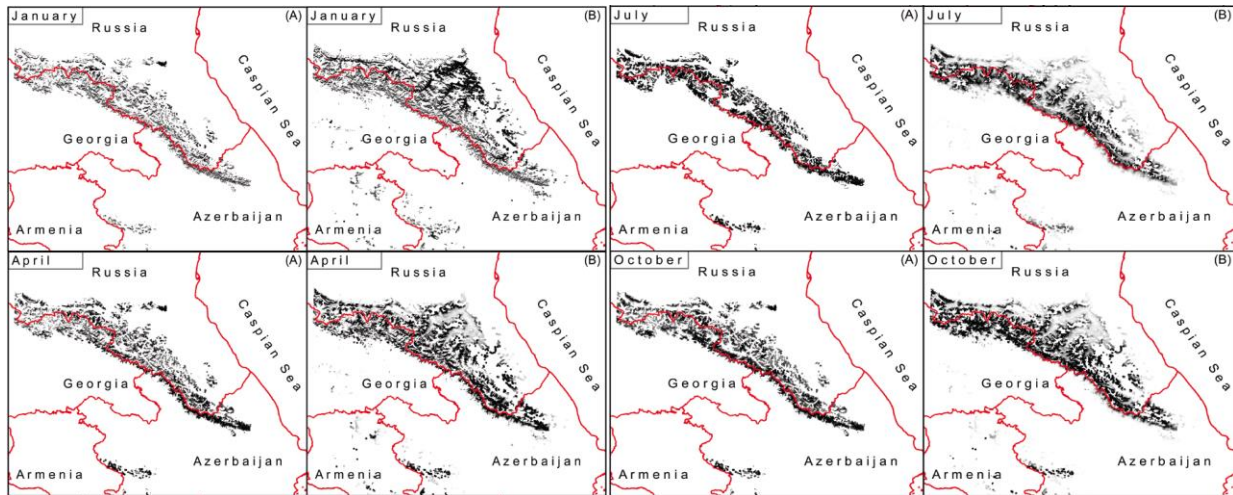 January (A)
Russia
Caspian Sea
Georgia
Azerbaijan
Armenia
January (B)
Russia
Caspian Sea
Georgia
Azerbaijan
Armenia
July (A)
Russia
Caspian Sea
Georgia
Azerbaijan
Armenia
July (B)
Russia
Caspian Sea
Georgia
Azerbaijan
Armenia
April (A)
Russia
Caspian Sea
Georgia
Azerbaijan
Armenia
April (B)
Russia
Caspian Sea
Georgia
Azerbaijan
Armenia
October (A)
Russia
Caspian Sea
Georgia
Azerbaijan
Armenia
October (B)
Russia
Caspian Sea
Georgia
Azerbaijan
Armenia